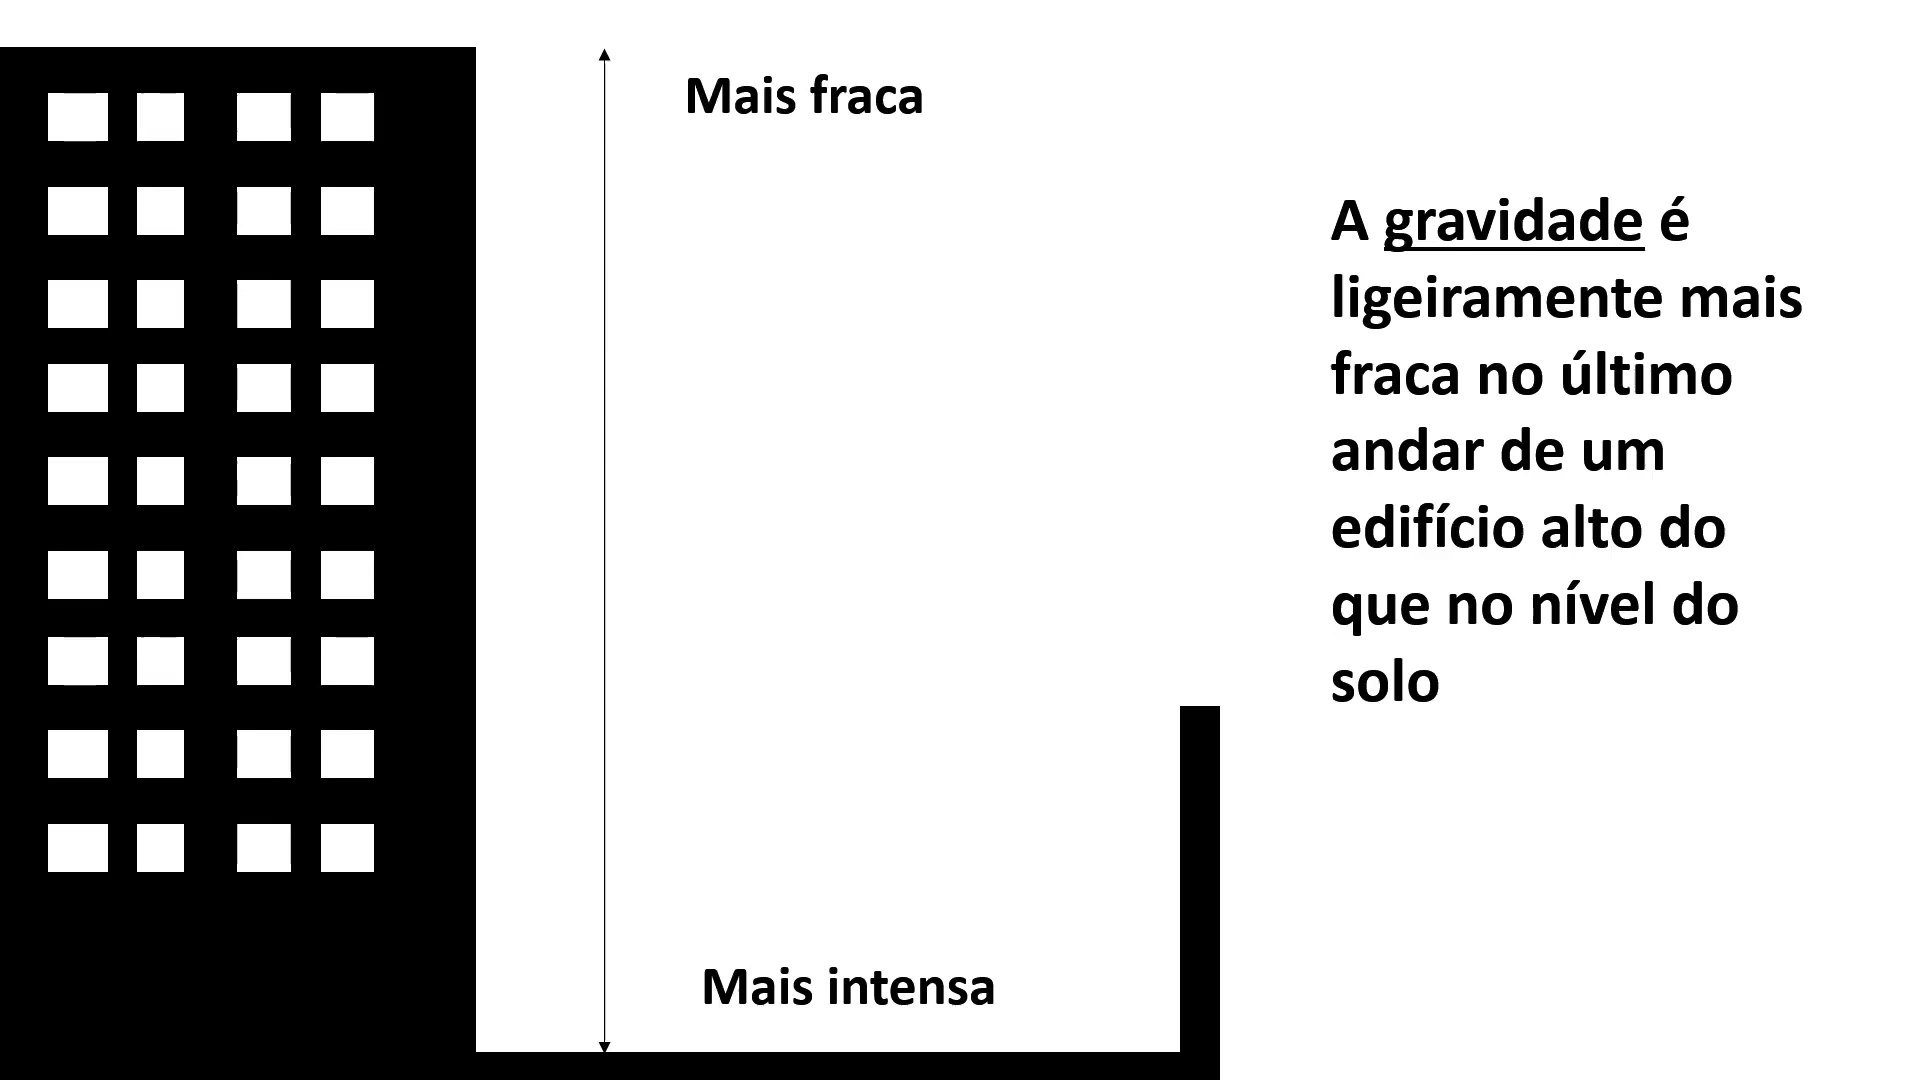 Mais fraca
A gravidade é
ligeiramente mais
fraca no último
andar de um
edifício alto do
que no nível do
solo
Mais intensa